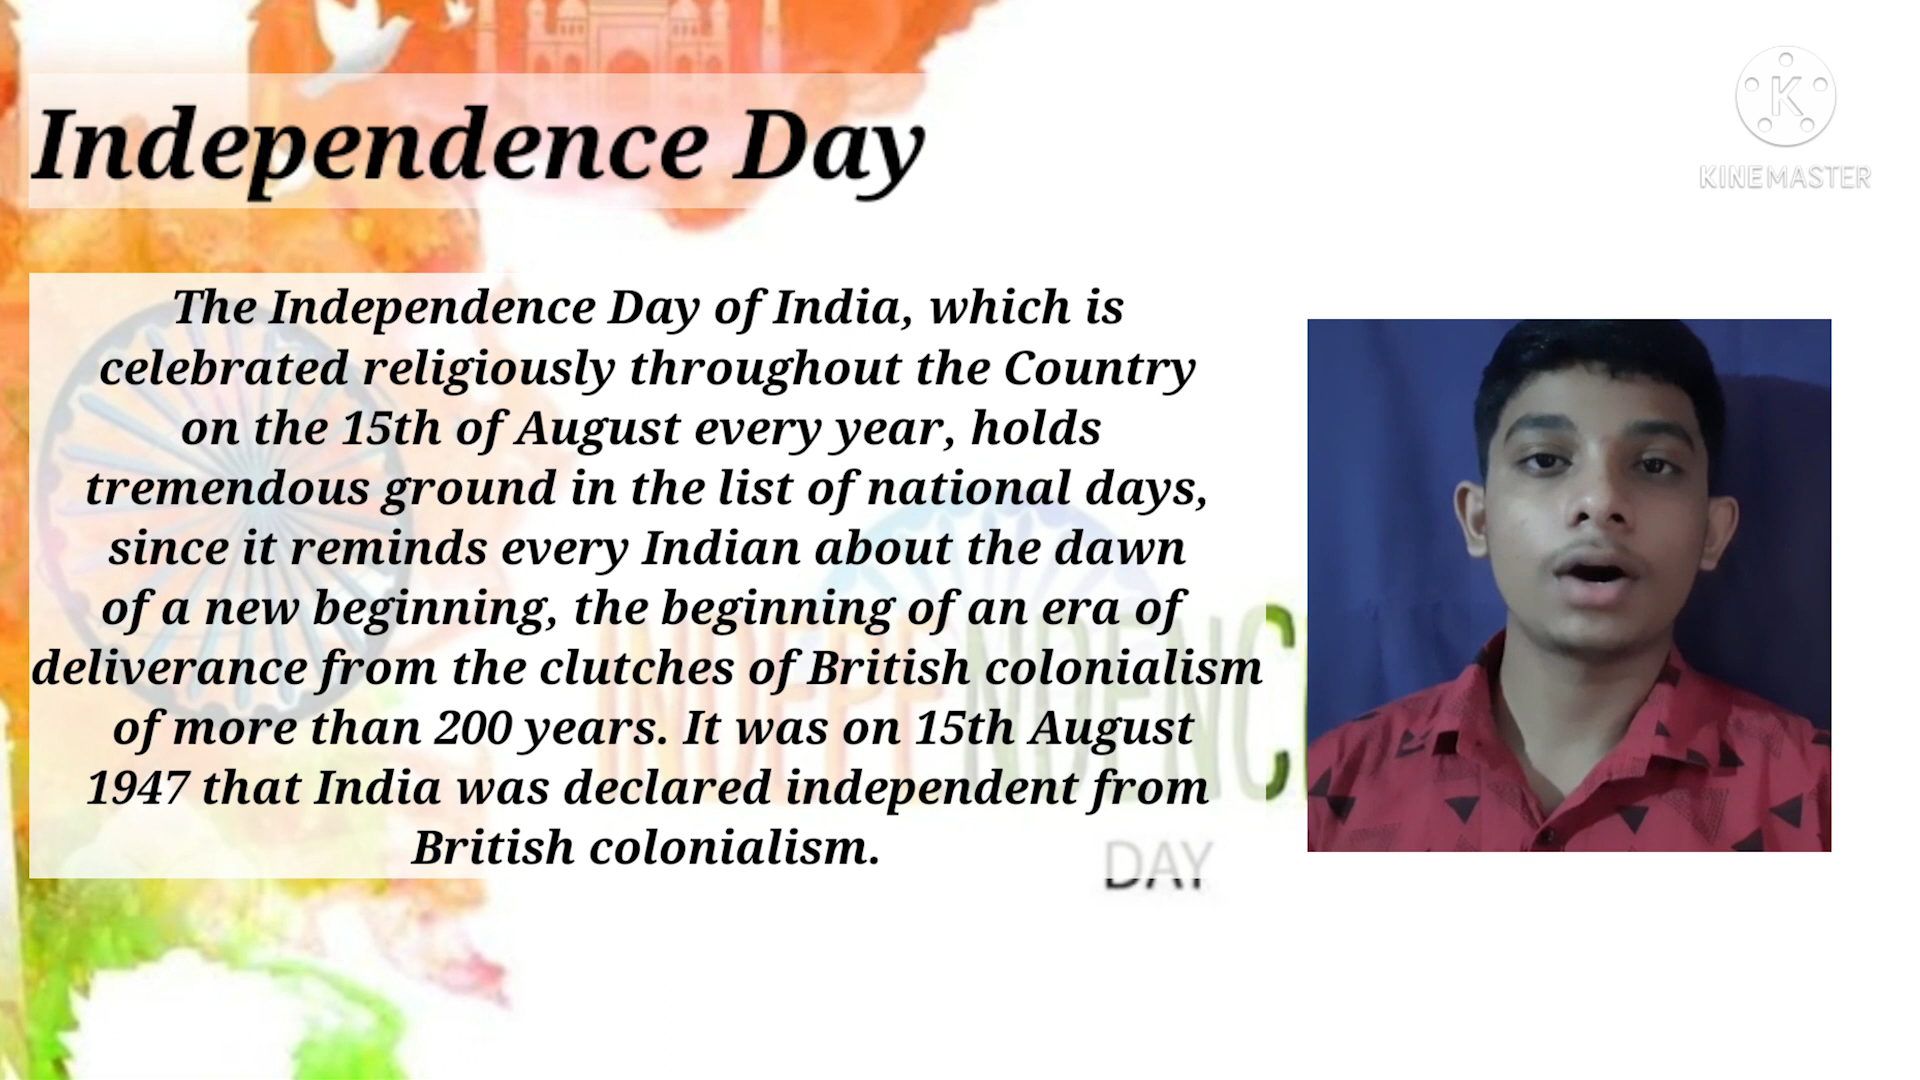 Independence Day
KINEMASTER
The Independence Day of India, which is
celebrated religiously throughout the Country
on the 15th of August every year, holds
tremendous ground in the list of national days,
since it reminds every Indian about the dawn
of a new beginning, the beginning of an era of
deliverance from the clutches of British colonialism
of more than 200 years. It was on 15th August
1947 that India was declared independent from
British colonialism.
DAY